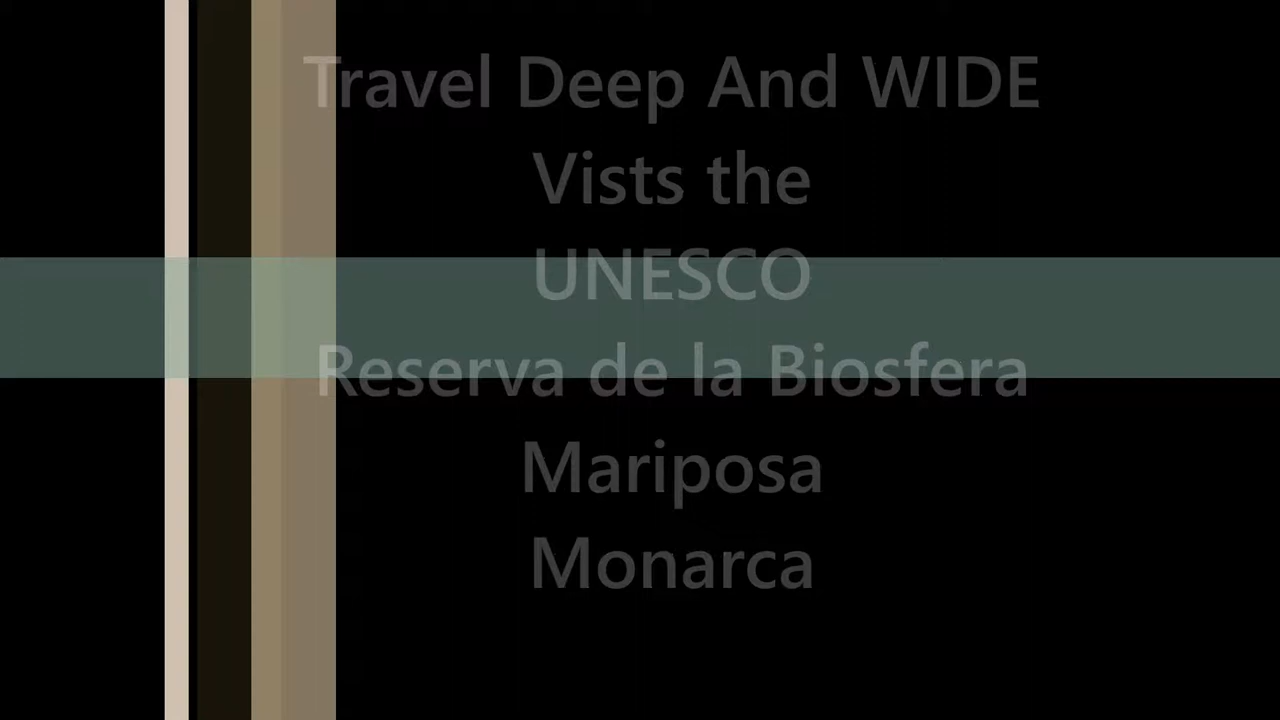 Travel Deep And WIDE
Vists the
UNESCO
Reserva de la Biosfera
Mariposa
Monarca